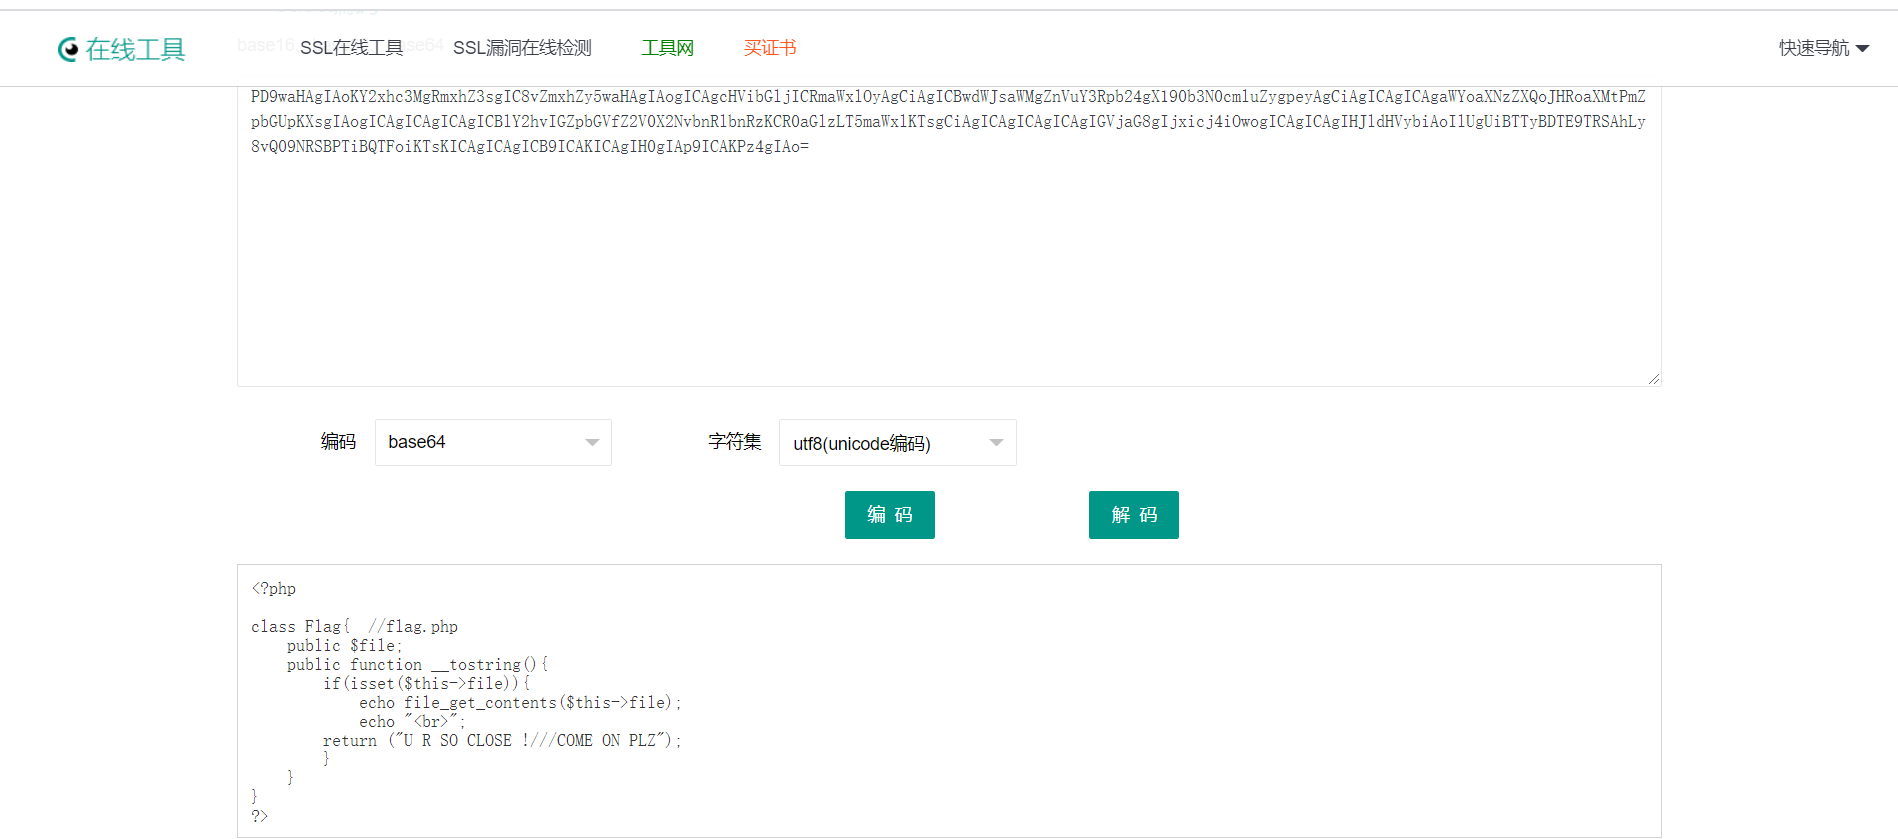 在线工具 SSL在线工具 SSL漏洞在线检测 工具网 买证书 快速导航
PD9waHAgIAoKY2xhc3MgRmxhZ3sgIC8vZmxhZy5waHAgIAogICAgcHVibGljICRmaWxlOyAgCiAgICBwdWJsaWMgZnVuY3Rpb24gX190b3N0cmluZygpeyAgCiAgICAgICAgaWYoaXNzZXQoJHRoaXMtPmZ
pbGUpKXsgIAogICAgICAgICAgICBlY2hvIGZpbGVfZ2V0X2NvbnRlbnRzKCR0aGlzLT5maWxlKTsgCiAgICAgICAgICAgIGVjaG8gIjxicj4iOwogICAgICAgIHJldHVybiAoIlUgUiBTTyBDTE9TRSAhLy
8vQ09NRSBPTiBQTFoiKTsKICAgICAgICB9ICAKICAgIH0gIAp9ICAKPz4gIAo=
编码 base64 字符集 utf8(unicode编码)
编 码 解 码
<?php
class Flag{  //flag.php
    public $file;
    public function __tostring(){
        if(isset($this->file)){
            echo file_get_contents($this->file);
            echo "<br>";
        return ("U R SO CLOSE !///COME ON PLZ");
        }
    }
}
?>